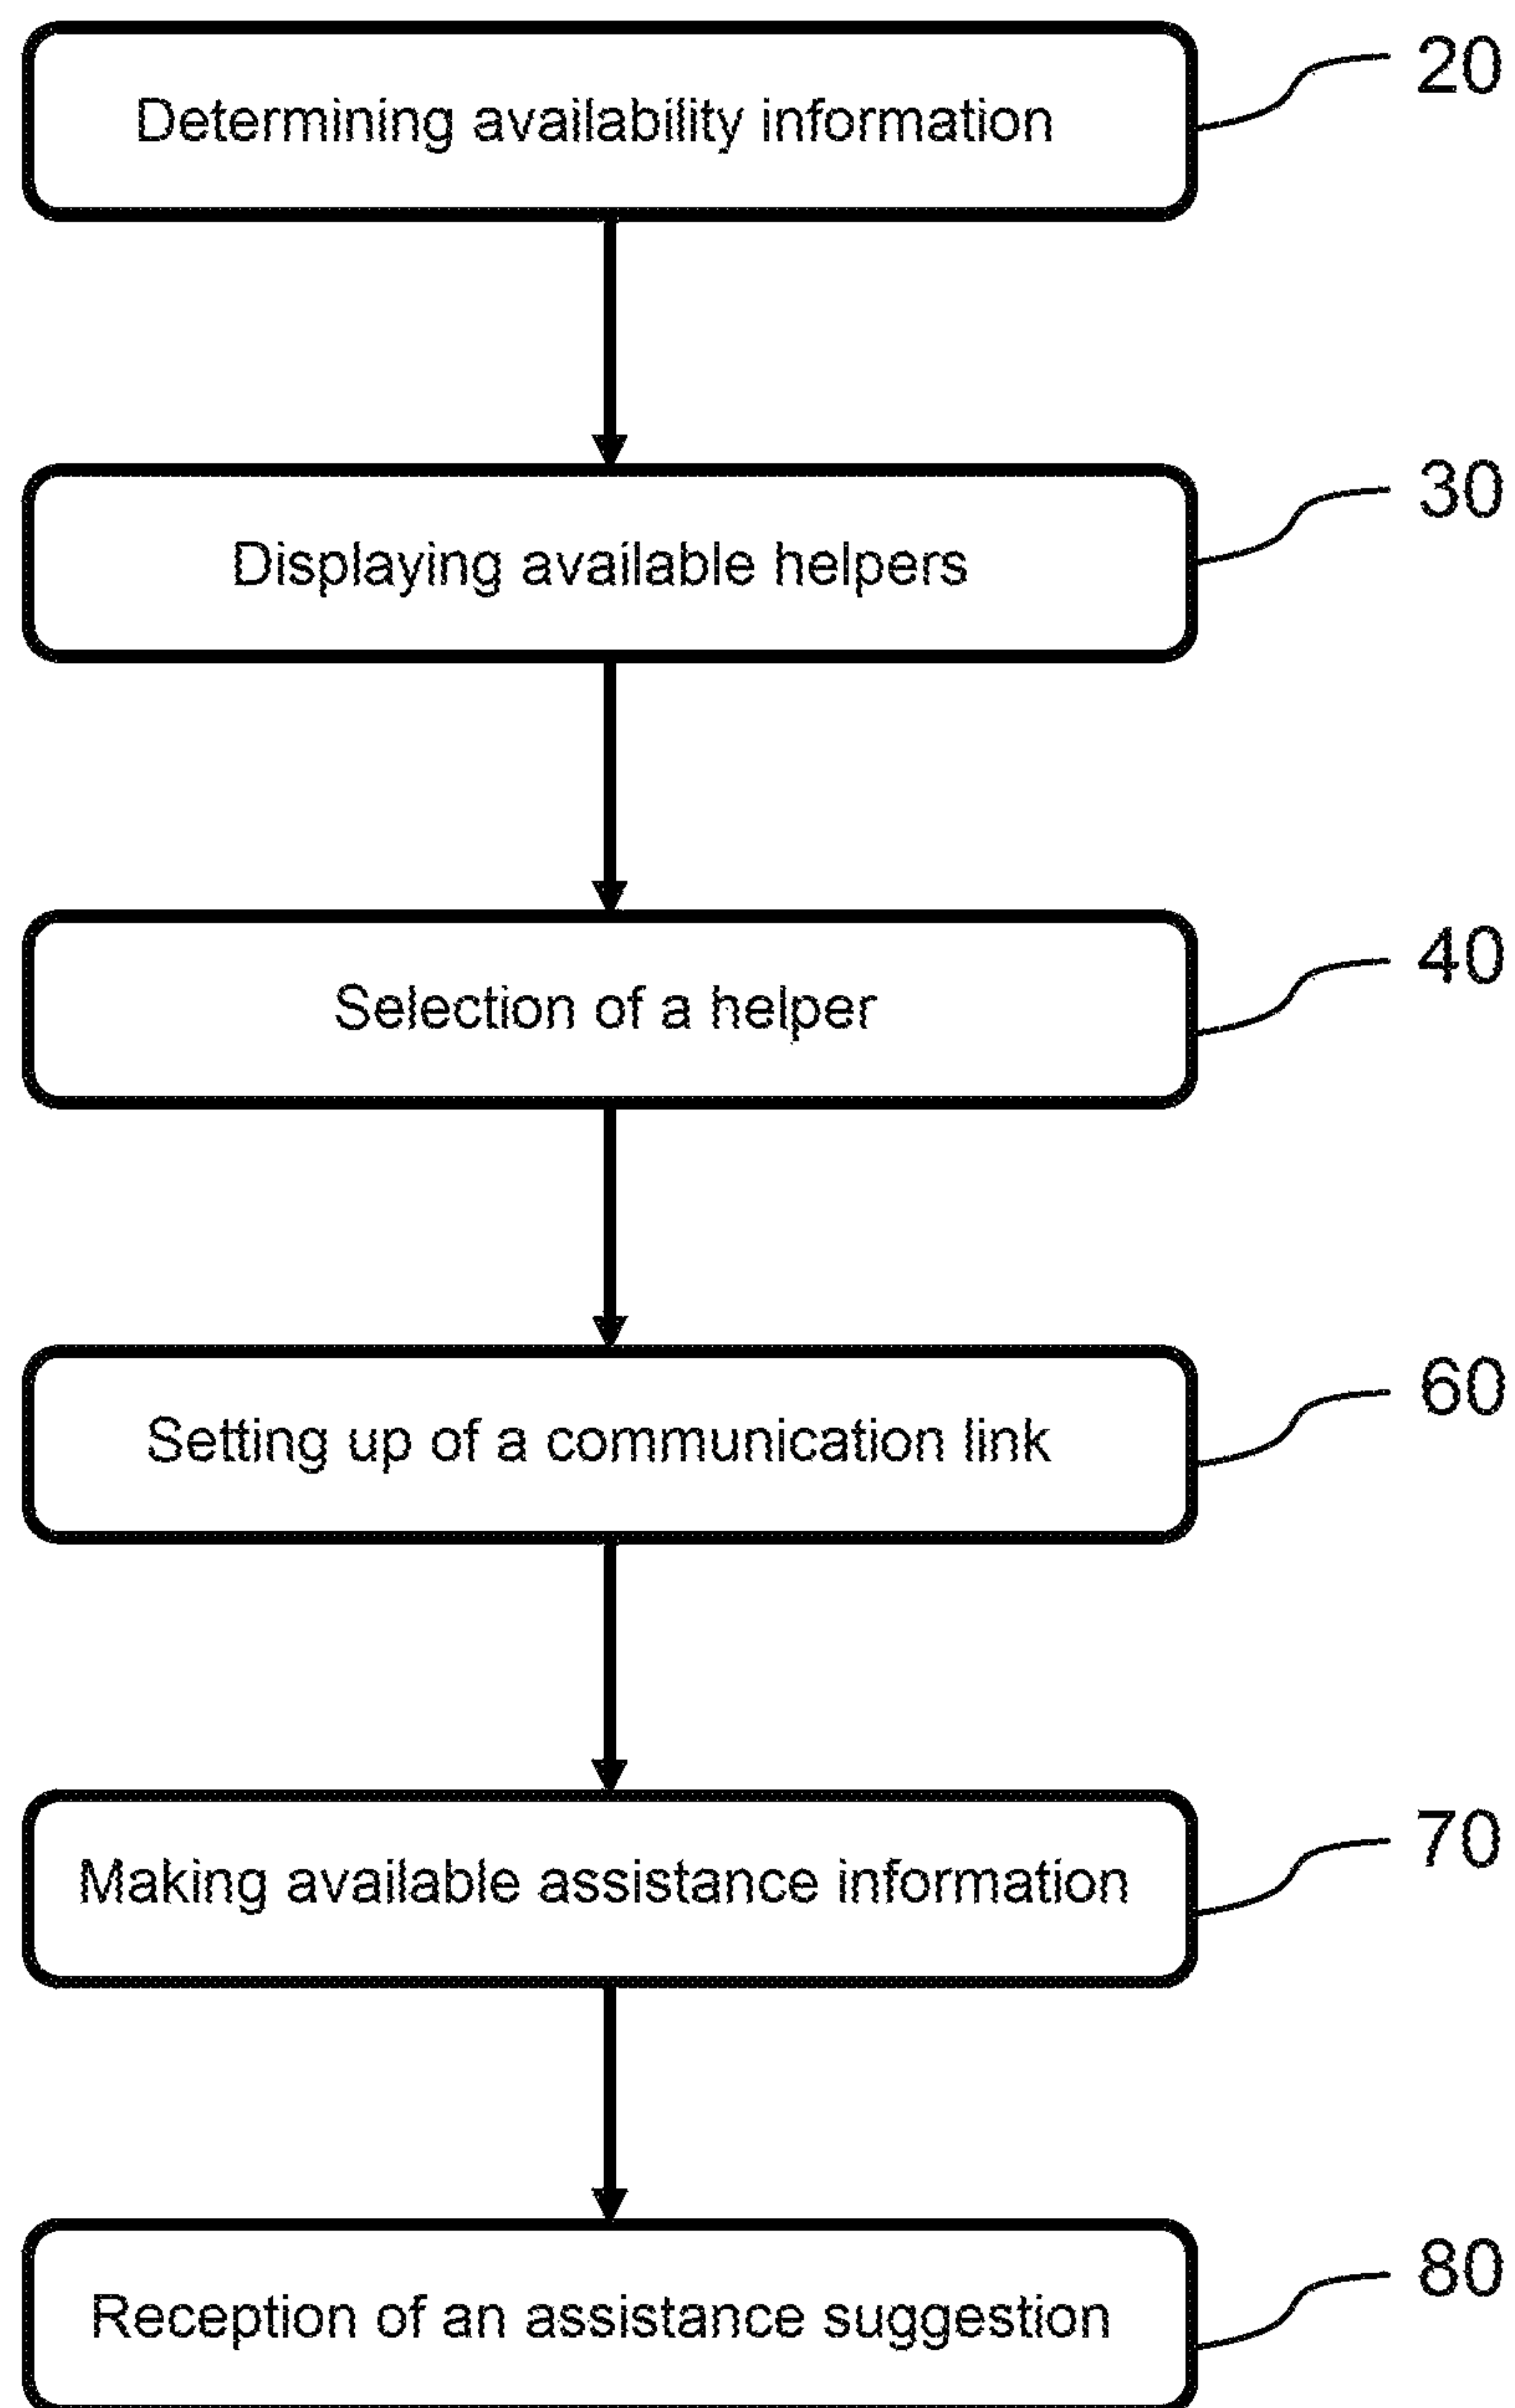 Determining availability information
20
Displaying available helpers
30
Selection of a helper
40
Setting up of a communication link
60
Making available assistance information
70
Reception of an assistance suggestion
80